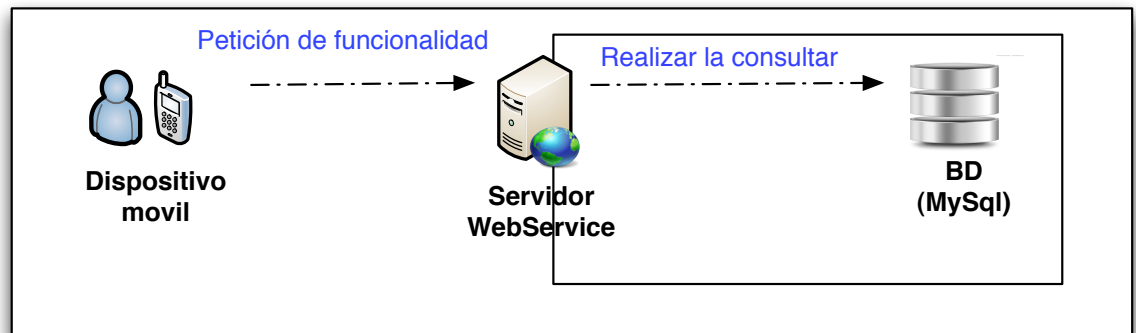 Petición de funcionalidad
Realizar la consultar
Dispositivo
movil
Servidor
WebService
BD
(MySql)